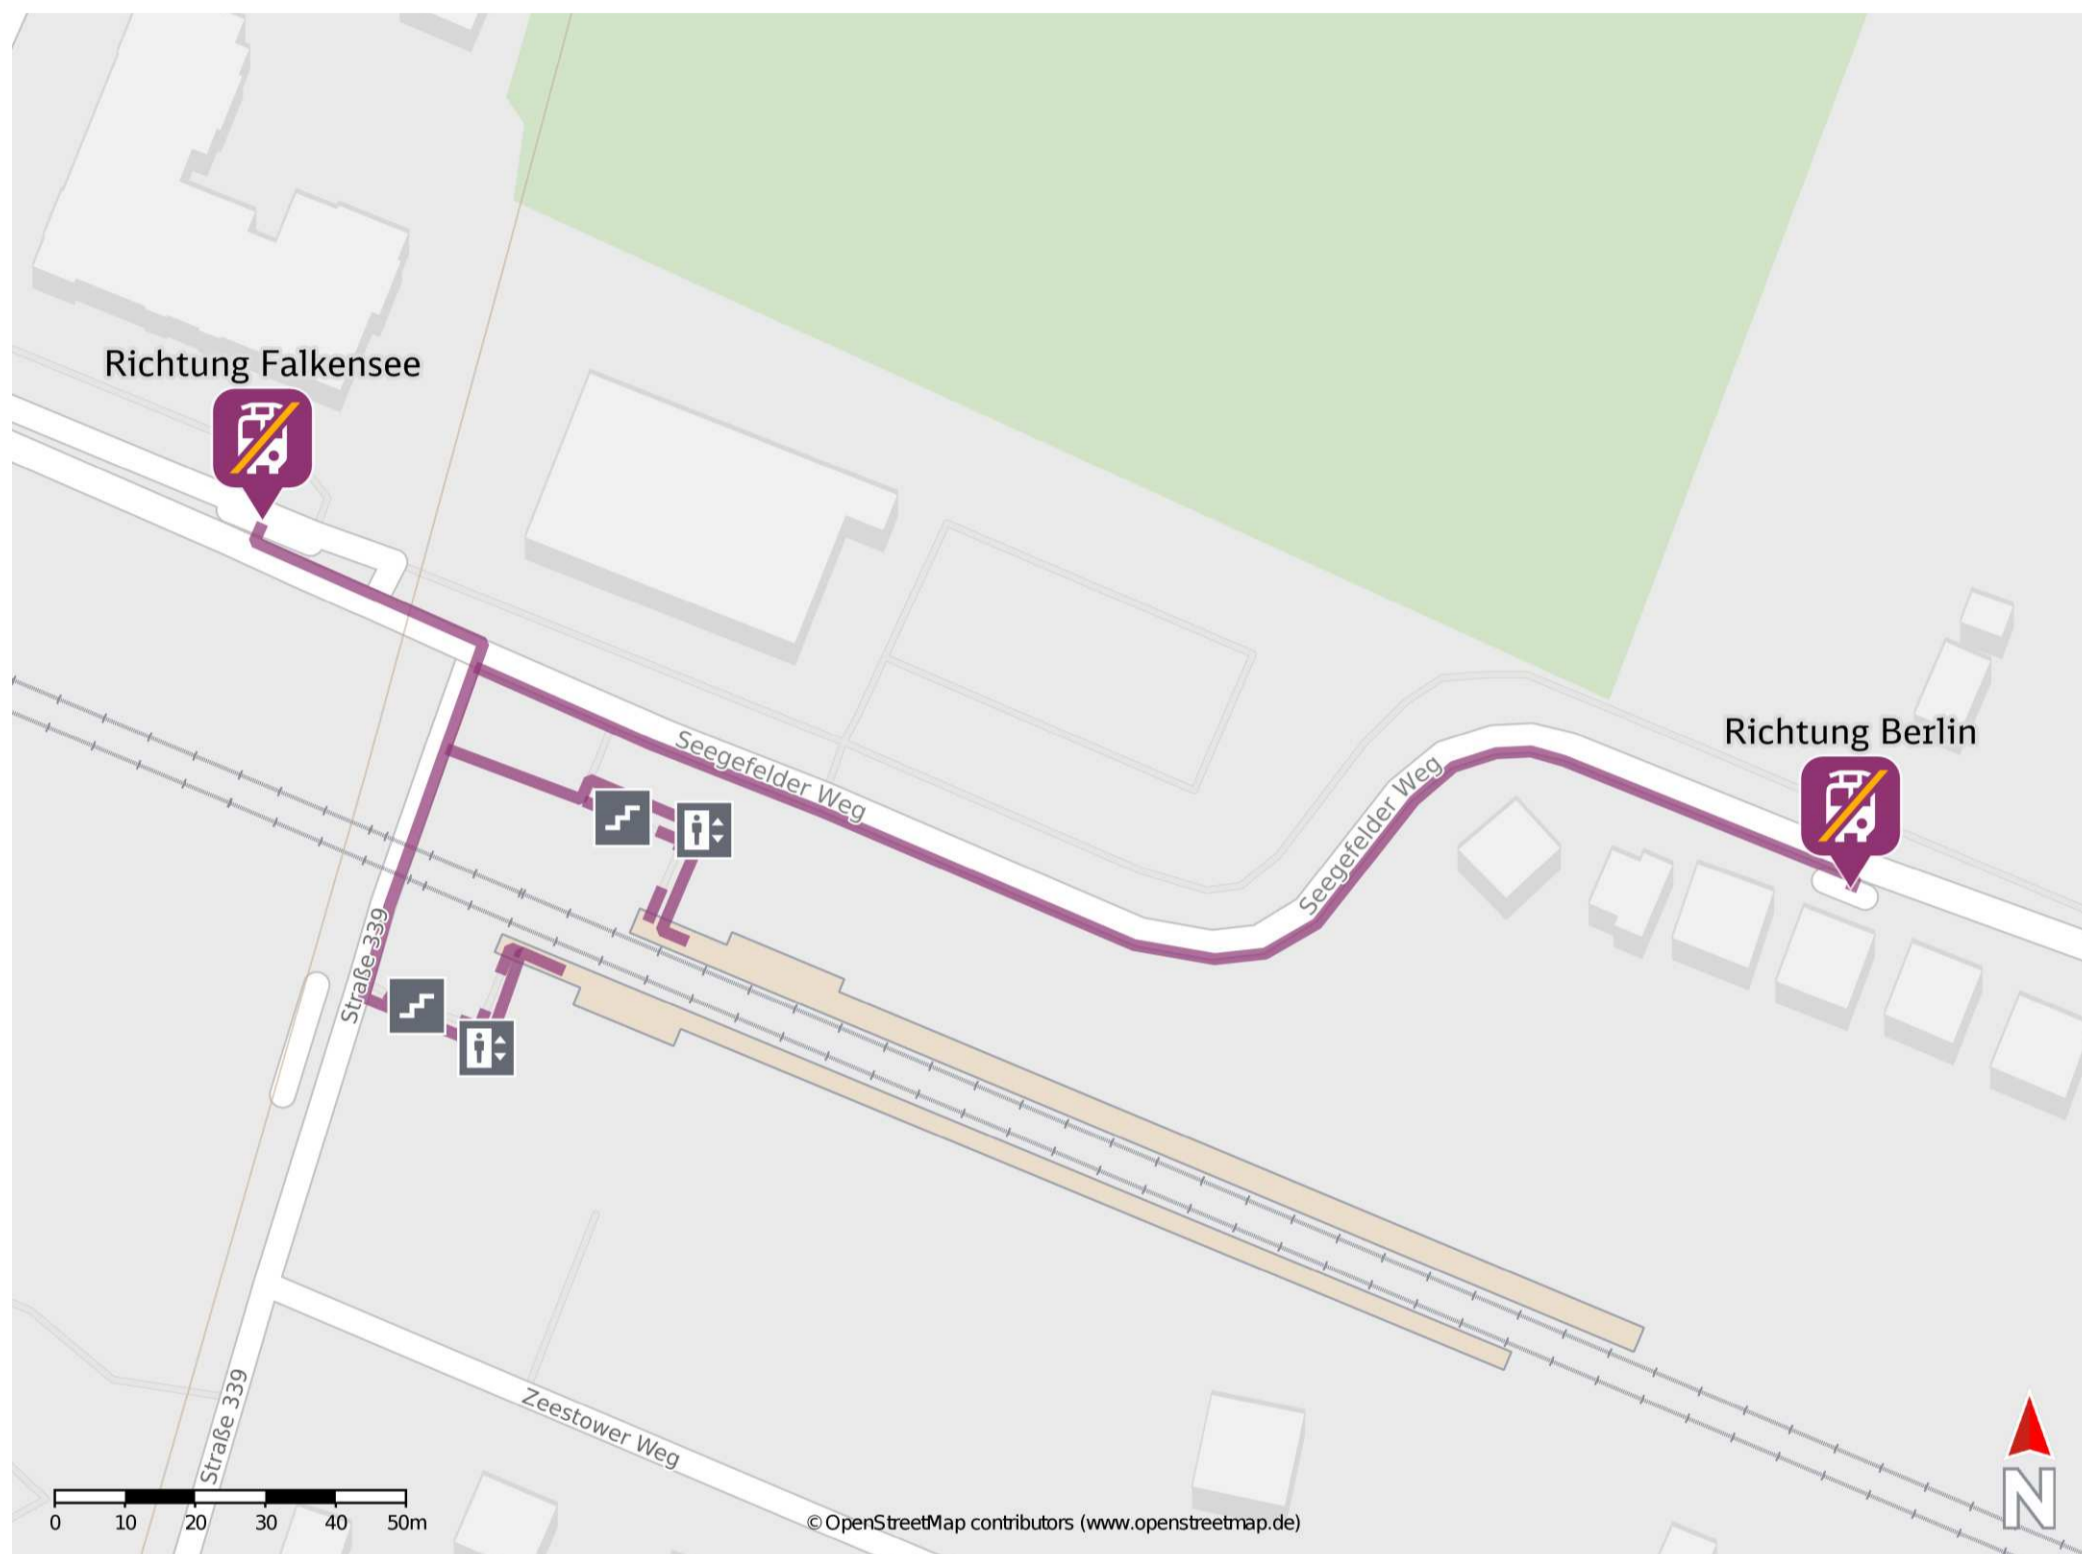 Richtung Falkensee
Richtung Berlin
Seegefelder Weg
Seegefelder Weg
Straße 339
Straße 339
Zeestower Weg
N
0 10 20 30 40 50m
© OpenStreetMap contributors (www.openstreetmap.de)